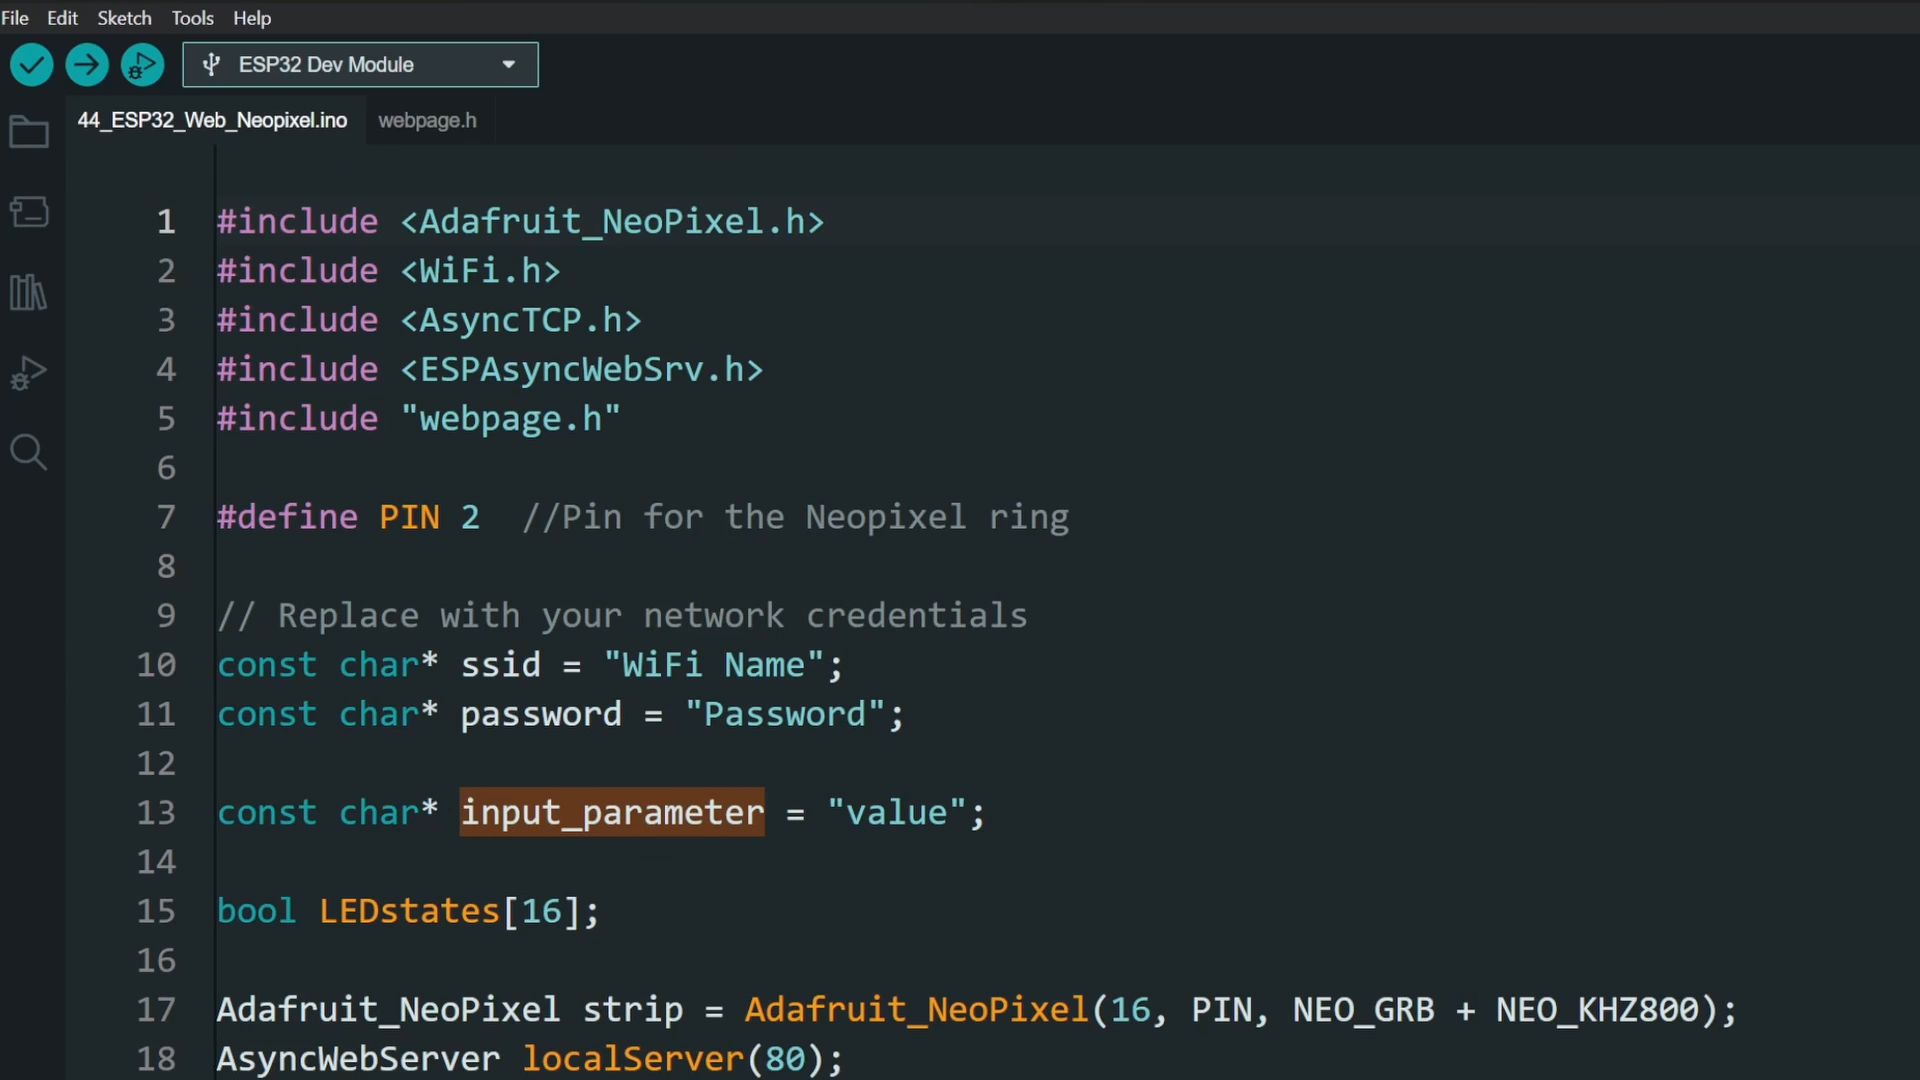 File Edit Sketch Tools Help
ESP32 Dev Module
44_ESP32_Web_Neopixel.ino webpage.h
1 #include <Adafruit_NeoPixel.h>
2 #include <WiFi.h>
3 #include <AsyncTCP.h>
4 #include <ESPAsyncWebSrv.h>
5 #include "webpage.h"
6
7 #define PIN 2  //Pin for the Neopixel ring
8
9 // Replace with your network credentials
10 const char* ssid = "WiFi Name";
11 const char* password = "Password";
12
13 const char* input_parameter = "value";
14
15 bool LEDstates[16];
16
17 Adafruit_NeoPixel strip = Adafruit_NeoPixel(16, PIN, NEO_GRB + NEO_KHZ800);
18 AsyncWebServer localServer(80);